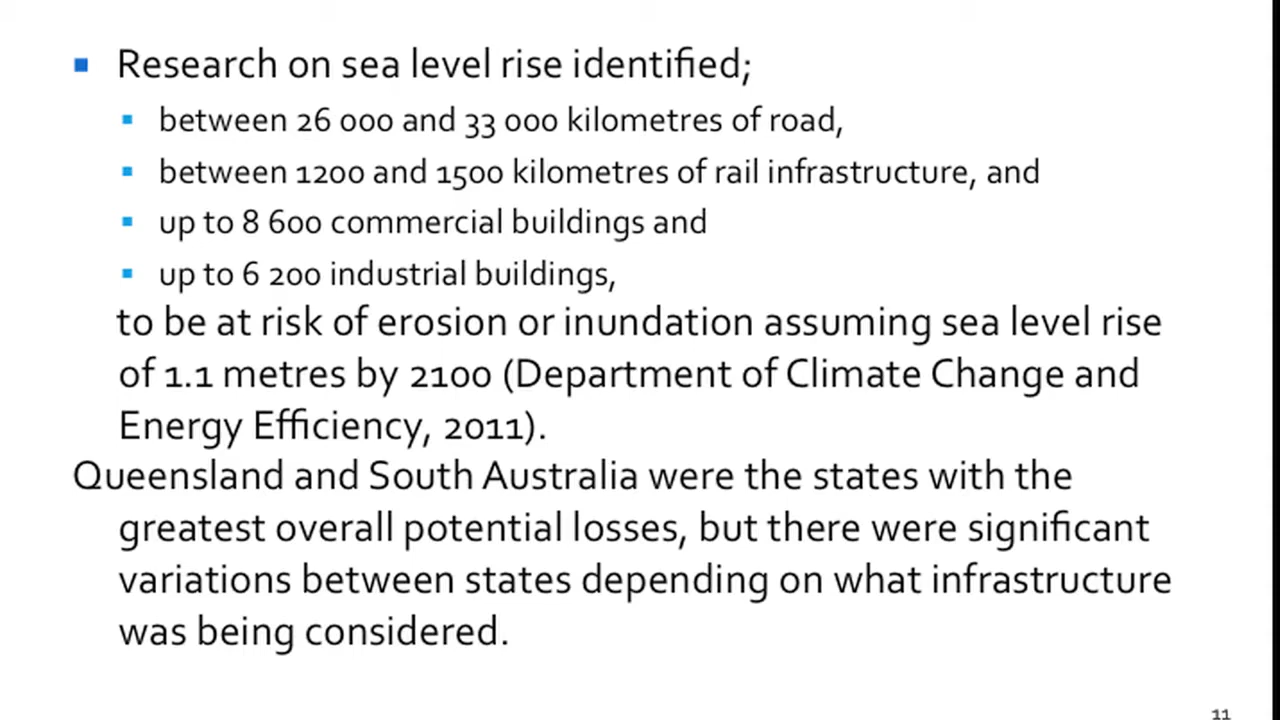 Research on sea level rise identified;
between 26 000 and 33 000 kilometres of road,
between 1200 and 1500 kilometres of rail infrastructure, and
up to 8 600 commercial buildings and
up to 6 200 industrial buildings,
to be at risk of erosion or inundation assuming sea level rise
of 1.1 metres by 2100 (Department of Climate Change and
Energy Efficiency, 2011).
Queensland and South Australia were the states with the
greatest overall potential losses, but there were significant
variations between states depending on what infrastructure
was being considered.
11